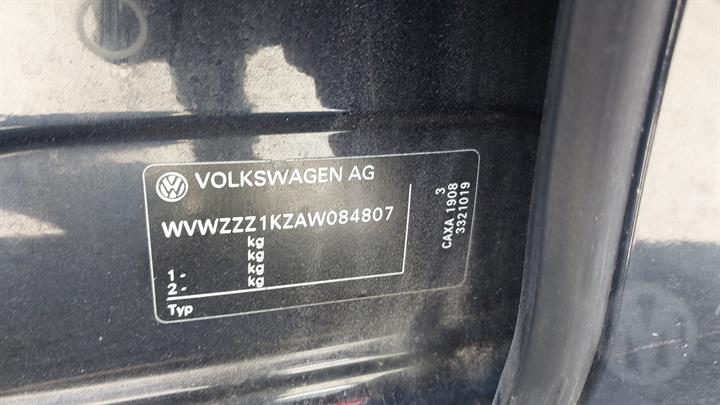 VOLKSWAGEN AG
WVWZZZ1KZAW084807
kg
kg
1 - kg
2 - kg
Typ
3
CAXA 1908
3321019